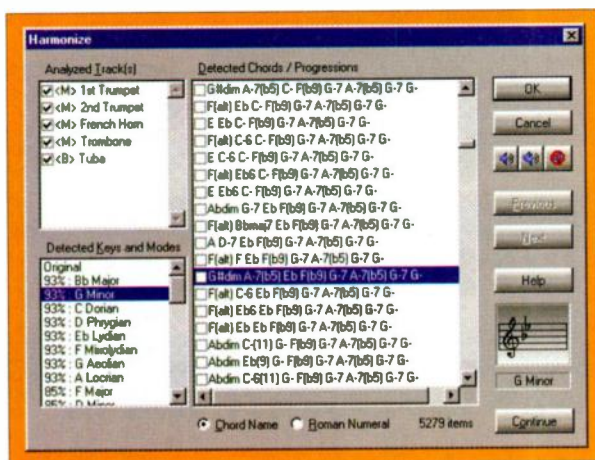 Harmonize
Analyzed Track(s)
<M> 1st Trumpet
<M> 2nd Trumpet
<M> French Horn
<M> Trombone
<B> Tuba
Detected Keys and Modes
Original
93% : Bb Major
93% : G Minor
93% : C Dorian
93% : D Phrygian
93% : Eb Lydian
93% : F Mixolydian
93% : G Aeolian
93% : A Locrian
85% : F Major
85% : D Minor
Detected Chords / Progressions
G#dim A-7(b5) C- F(b9) G-7 A-7(b5) G-7 G-
F(alt) Eb C- F(b9) G-7 A-7(b5) G-7 G-
E Eb C- F(b9) G-7 A-7(b5) G-7 G-
F(alt) C-6 C- F(b9) G-7 A-7(b5) G-7 G-
E C-6 C- F(b9) G-7 A-7(b5) G-7 G-
F(alt) Eb6 C- F(b9) G-7 A-7(b5) G-7 G-
E Eb6 C- F(b9) G-7 A-7(b5) G-7 G-
Abdim G-7 Eb F(b9) G-7 A-7(b5) G-7 G-
F(alt) Bbmaj7 Eb F(b9) G-7 A-7(b5) G-7 G-
A D-7 Eb F(b9) G-7 A-7(b5) G-7 G-
F(alt) F Eb F(b9) G-7 A-7(b5) G-7 G-
G#dim A-7(b5) Eb F(b9) G-7 A-7(b5) G-7 G-
F(alt) C-6 Eb F(b9) G-7 A-7(b5) G-7 G-
F(alt) Eb6 Eb F(b9) G-7 A-7(b5) G-7 G-
F(alt) Eb Eb F(b9) G-7 A-7(b5) G-7 G-
Abdim C-(11) G- F(b9) G-7 A-7(b5) G-7 G-
Abdim Eb(9) G- F(b9) G-7 A-7(b5) G-7 G-
Abdim C-6(11) G- F(b9) G-7 A-7(b5) G-7 G-
Chord Name
Roman Numeral
5279 items
OK
Cancel
Previous
Next
Help
G Minor
Continue